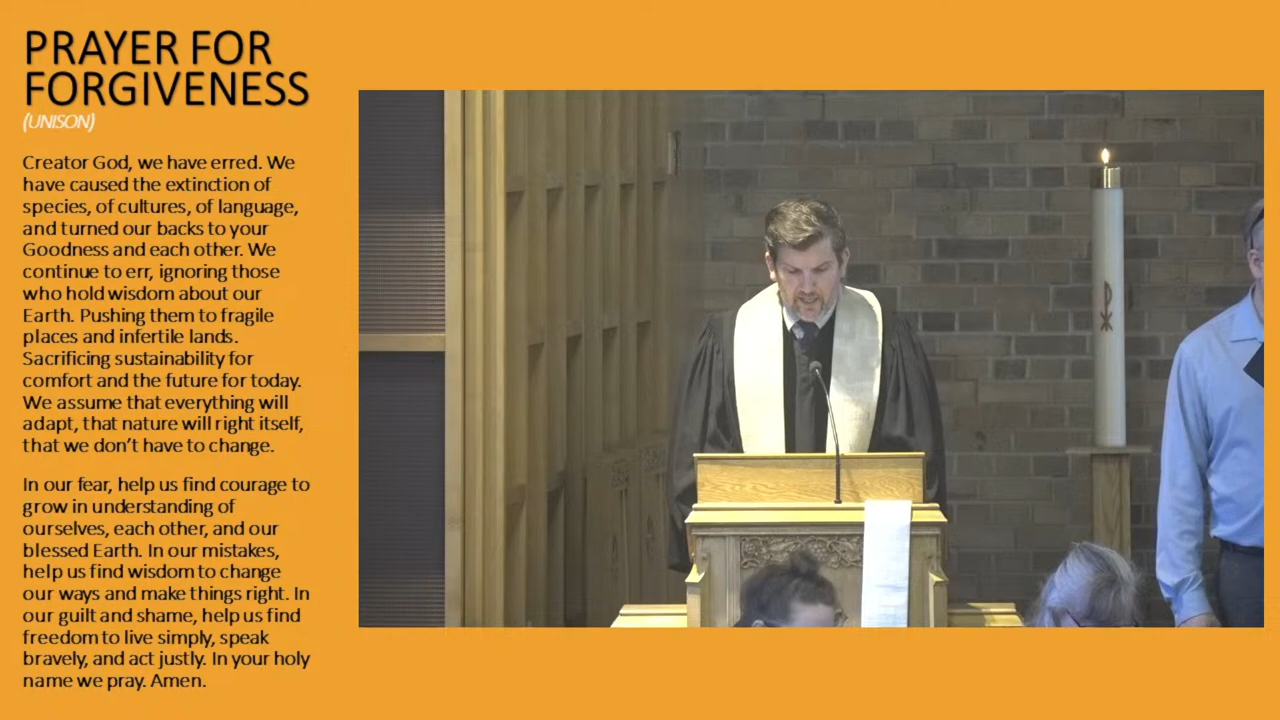 PRAYER FOR
FORGIVENESS
(UNISON)
Creator God, we have erred. We
have caused the extinction of
species, of cultures, of language,
and turned our backs to your
Goodness and each other. We
continue to err, ignoring those
who hold wisdom about our
Earth. Pushing them to fragile
places and infertile lands.
Sacrificing sustainability for
comfort and the future for today.
We assume that everything will
adapt, that nature will right itself,
that we don’t have to change.
In our fear, help us find courage to
grow in understanding of
ourselves, each other, and our
blessed Earth. In our mistakes,
help us find wisdom to change
our ways and make things right. In
our guilt and shame, help us find
freedom to live simply, speak
bravely, and act justly. In your holy
name we pray. Amen.